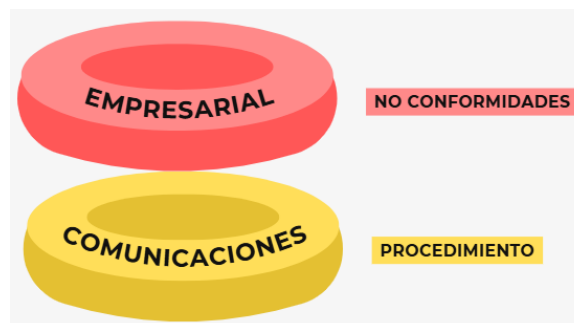 EMPRESARIAL
NO CONFORMIDADES
COMUNICACIONES
PROCEDIMIENTO